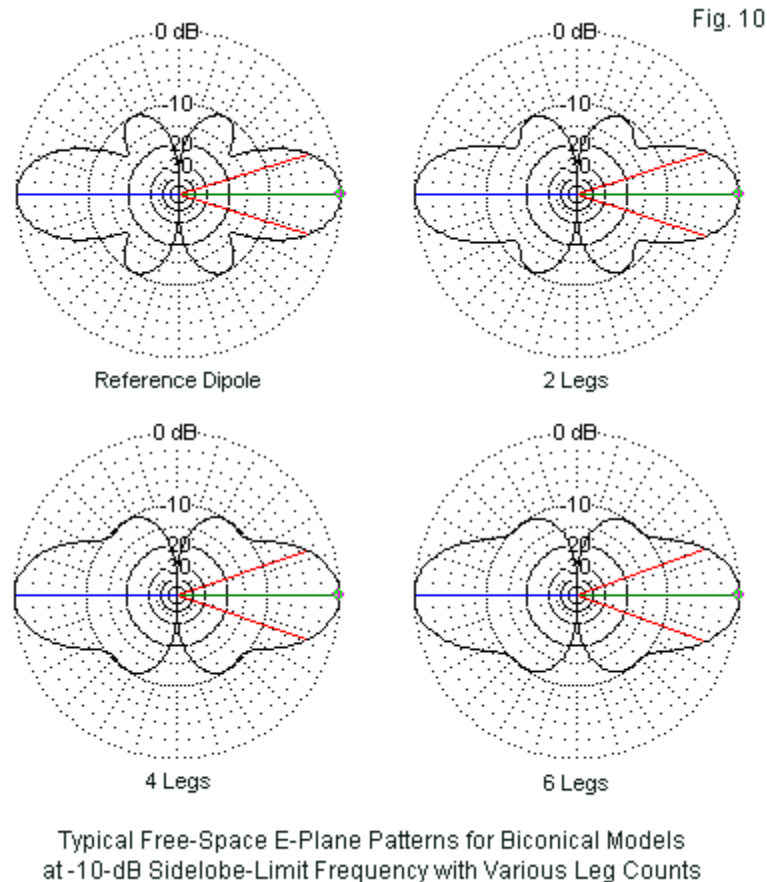 Fig. 10
0 dB
-10
20
30
Reference Dipole
0 dB
-10
20
30
2 Legs
0 dB
-10
20
30
4 Legs
0 dB
-10
20
30
6 Legs
Typical Free-Space E-Plane Patterns for Biconical Models
at -10-dB Sidelobe-Limit Frequency with Various Leg Counts